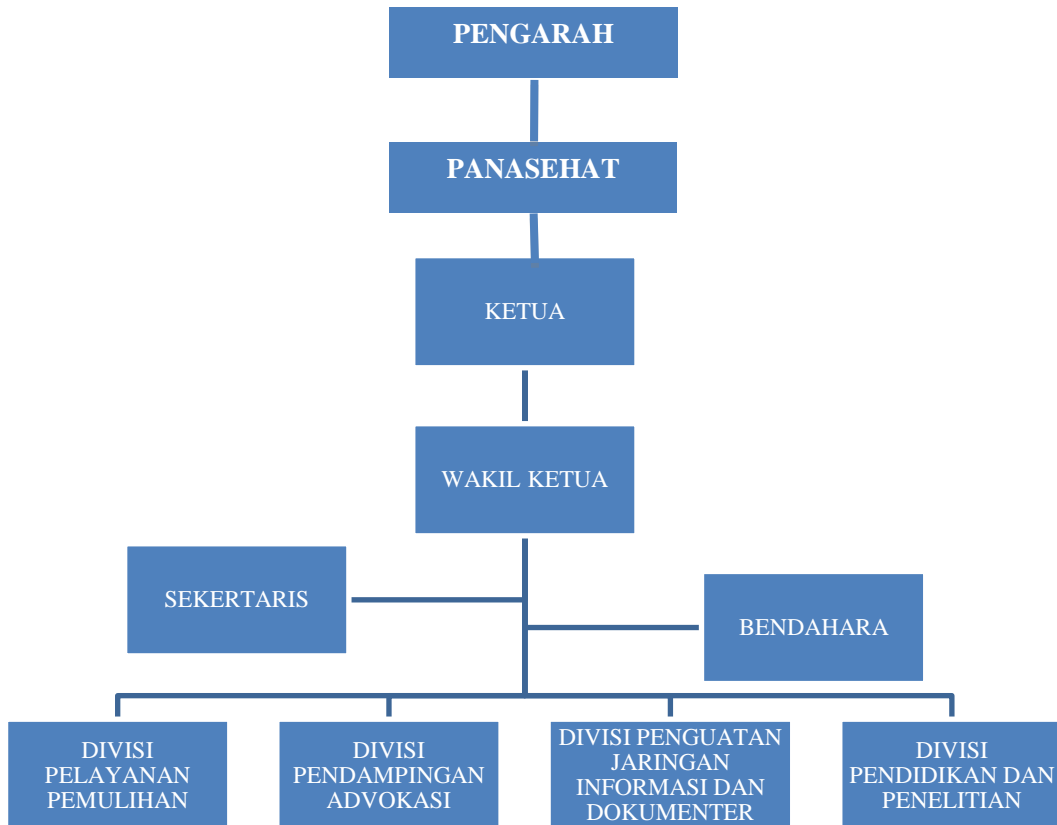 PENGARAH
PANASEHAT
KETUA
WAKIL KETUA
SEKERTARIS
BENDAHARA
DIVISI
PELAYANAN
PEMULIHAN
DIVISI
PENDAMPINGAN
ADVOKASI
DIVISI PENGUATAN
JARINGAN
INFORMASI DAN
DOKUMENTER
DIVISI
PENDIDIKAN DAN
PENELITIAN